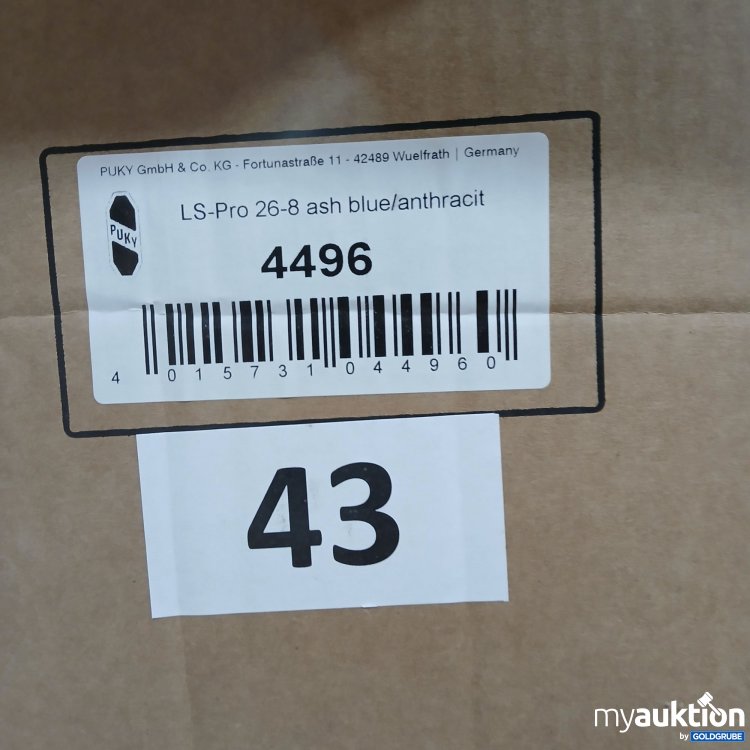 PUKY GmbH & Co. KG - Fortunastraße 11 - 42489 Wuelfrath | Germany
PUKY
LS-Pro 26-8 ash blue/anthracit
4496
4 015731 044960
43
myauktion
by GOLDGRUBE